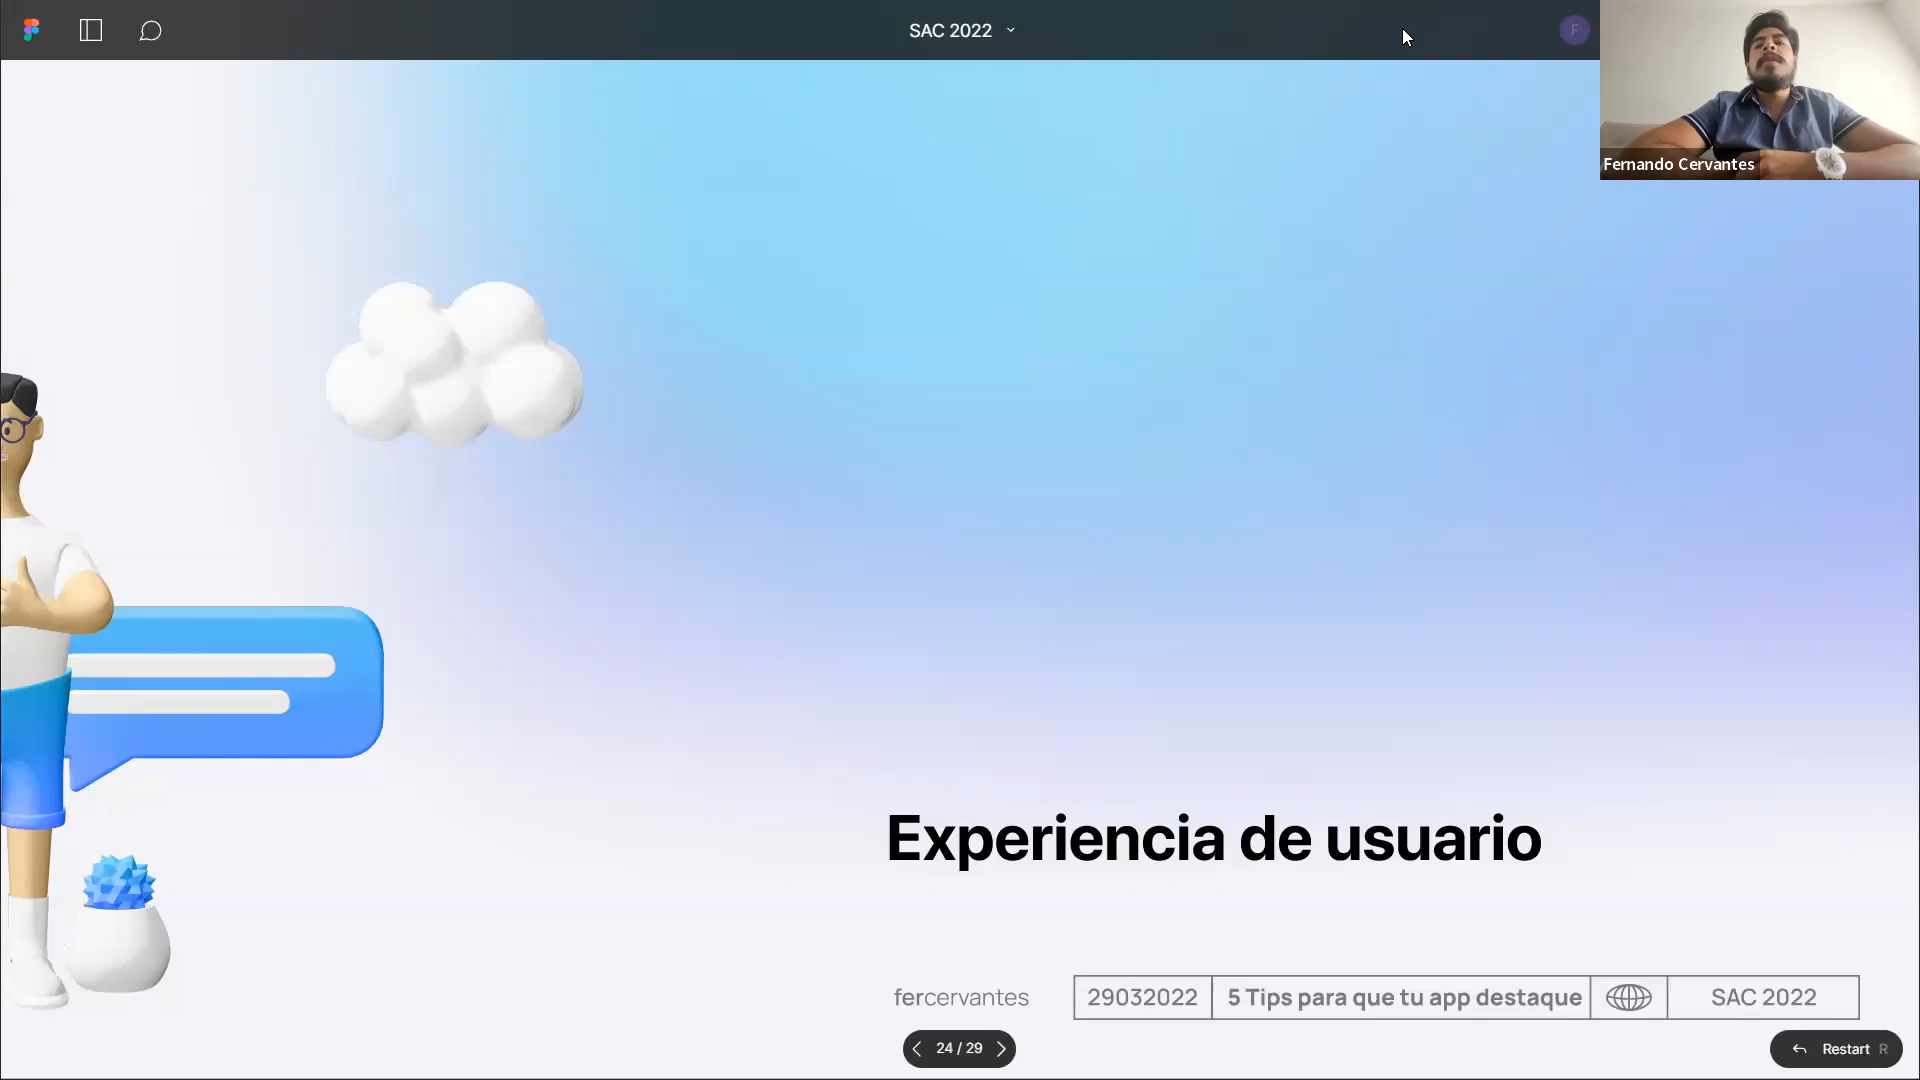 SAC 2022
F
Fernando Cervantes
Experiencia de usuario
fercervantes
29032022
5 Tips para que tu app destaque
SAC 2022
24 / 29
Restart R